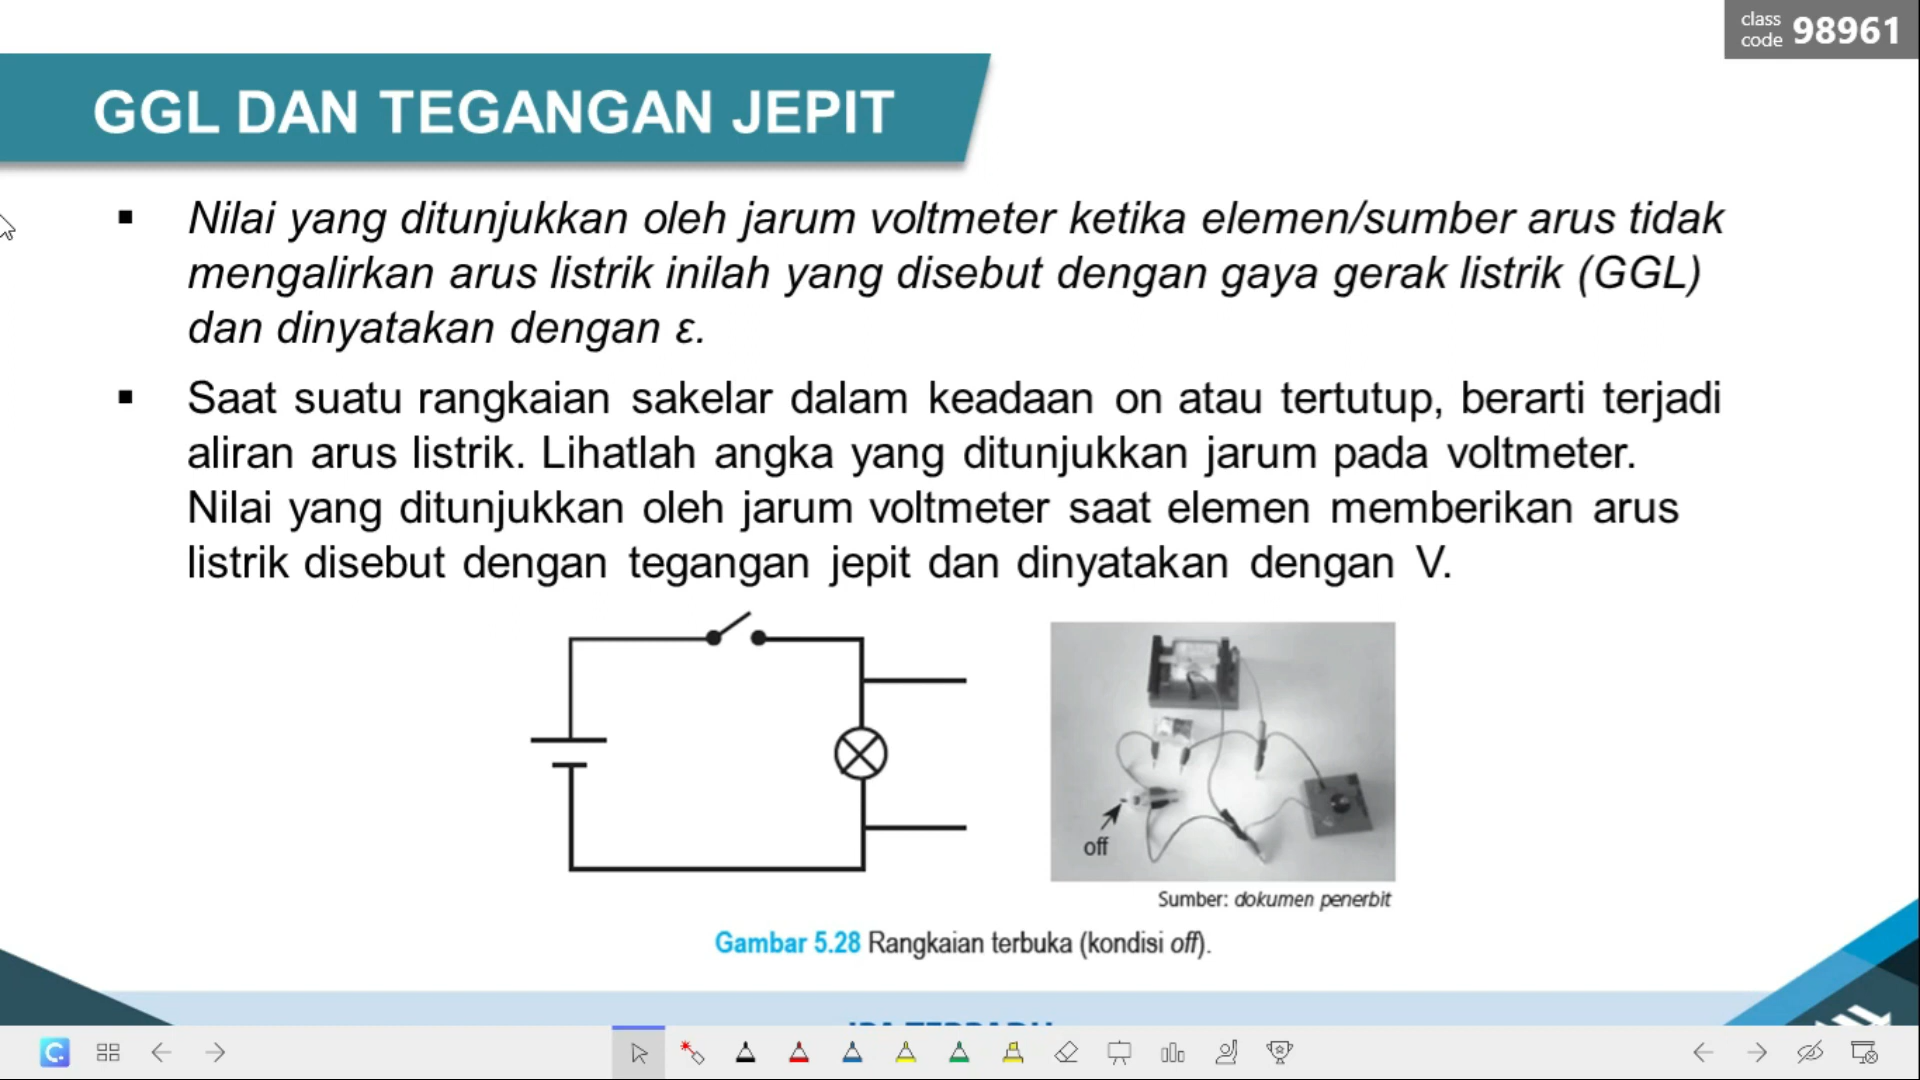 class
code 98961
GGL DAN TEGANGAN JEPIT
▪ Nilai yang ditunjukkan oleh jarum voltmeter ketika elemen/sumber arus tidak
mengalirkan arus listrik inilah yang disebut dengan gaya gerak listrik (GGL)
dan dinyatakan dengan ε.
▪ Saat suatu rangkaian sakelar dalam keadaan on atau tertutup, berarti terjadi
aliran arus listrik. Lihatlah angka yang ditunjukkan jarum pada voltmeter.
Nilai yang ditunjukkan oleh jarum voltmeter saat elemen memberikan arus
listrik disebut dengan tegangan jepit dan dinyatakan dengan V.
off
Sumber: dokumen penerbit
Gambar 5.28 Rangkaian terbuka (kondisi off).